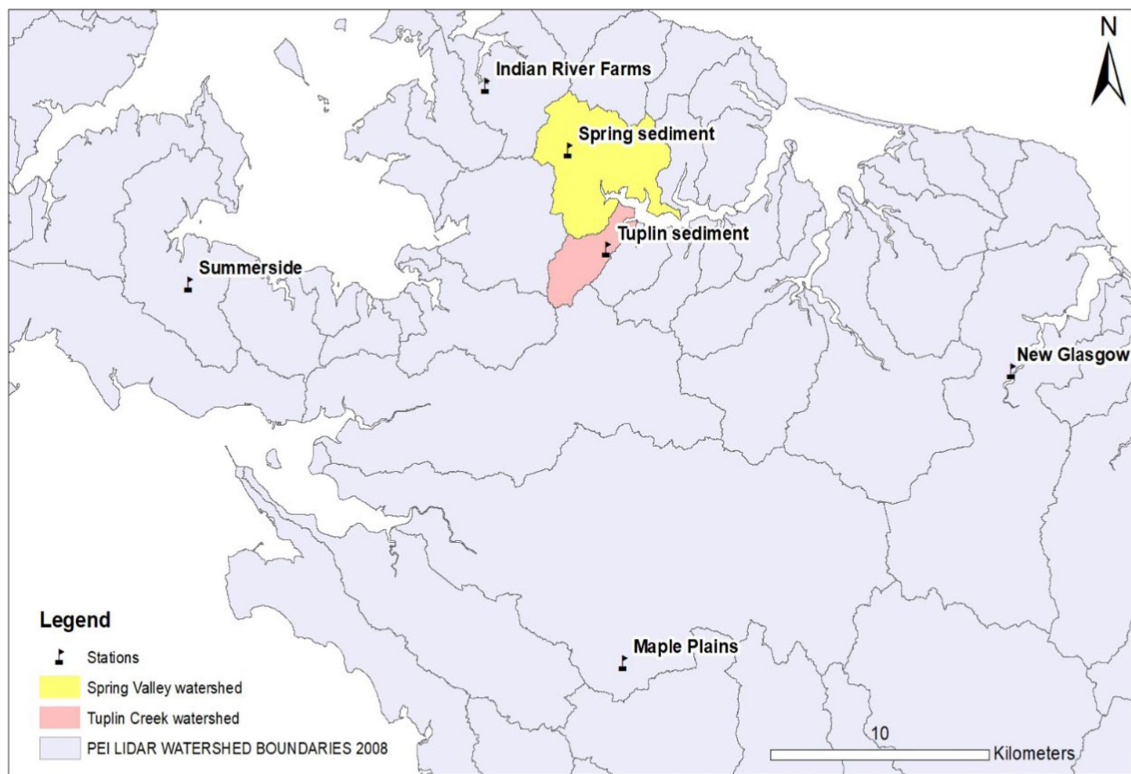 N
Indian River Farms
Spring sediment
Tuplin sediment
Summerside
New Glasgow
Maple Plains
Legend
Stations
Spring Valley watershed
Tuplin Creek watershed
PEI LIDAR WATERSHED BOUNDARIES 2008
10
Kilometers